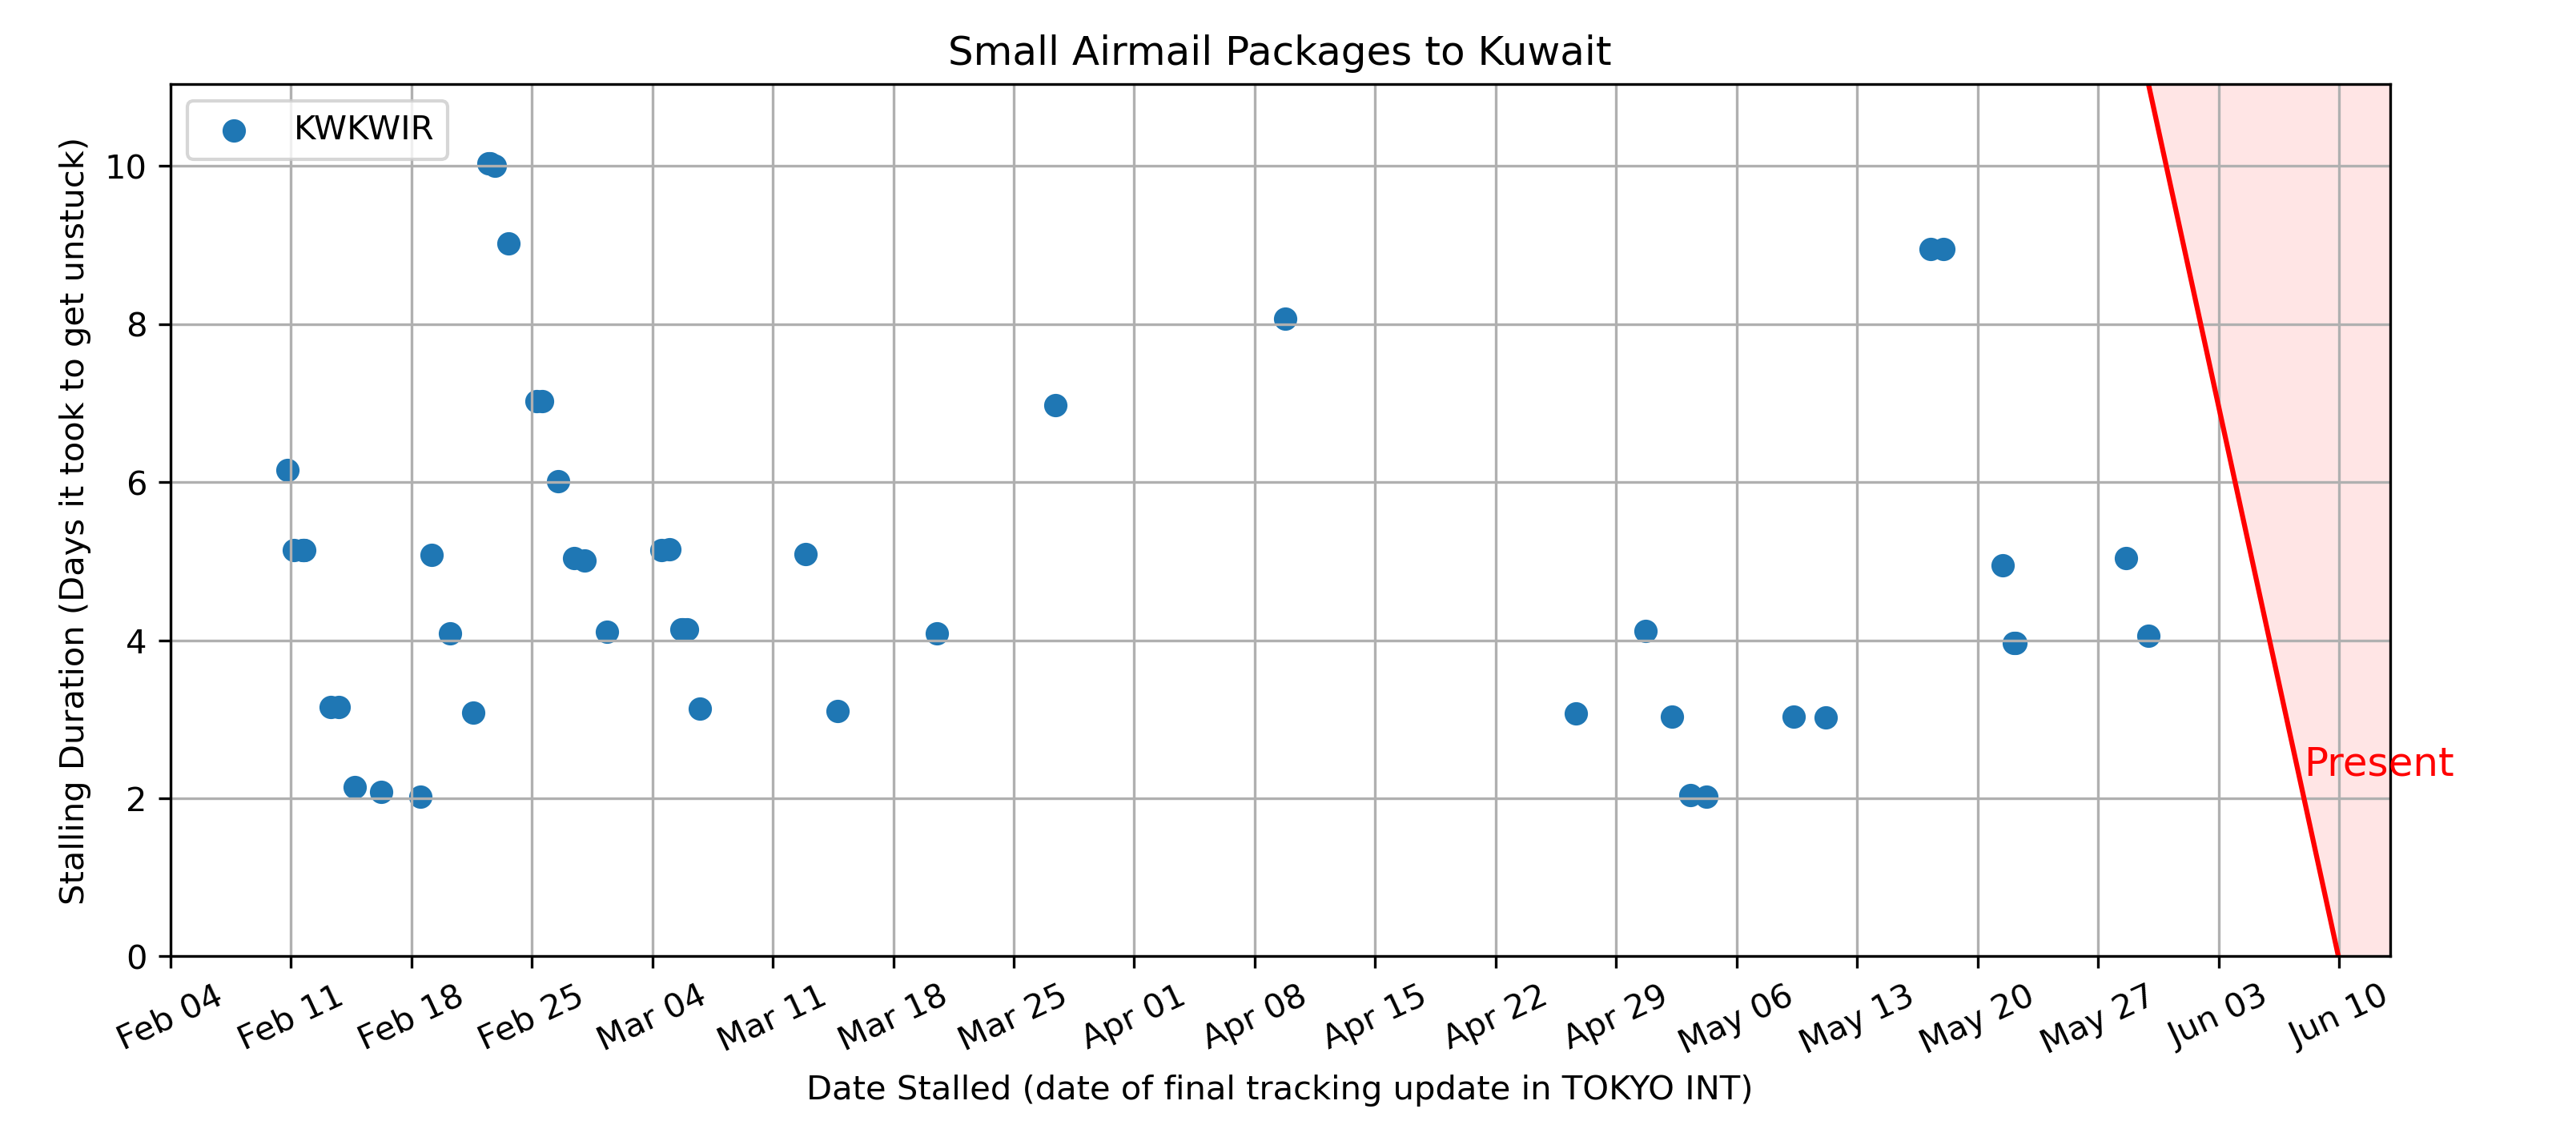 Small Airmail Packages to Kuwait
KWKWIR
Stalling Duration (Days it took to get unstuck)
10
8
6
4
2
0
Present
Feb 04
Feb 11
Feb 18
Feb 25
Mar 04
Mar 11
Mar 18
Mar 25
Apr 01
Apr 08
Apr 15
Apr 22
Apr 29
May 06
May 13
May 20
May 27
Jun 03
Jun 10
Date Stalled (date of final tracking update in TOKYO INT)